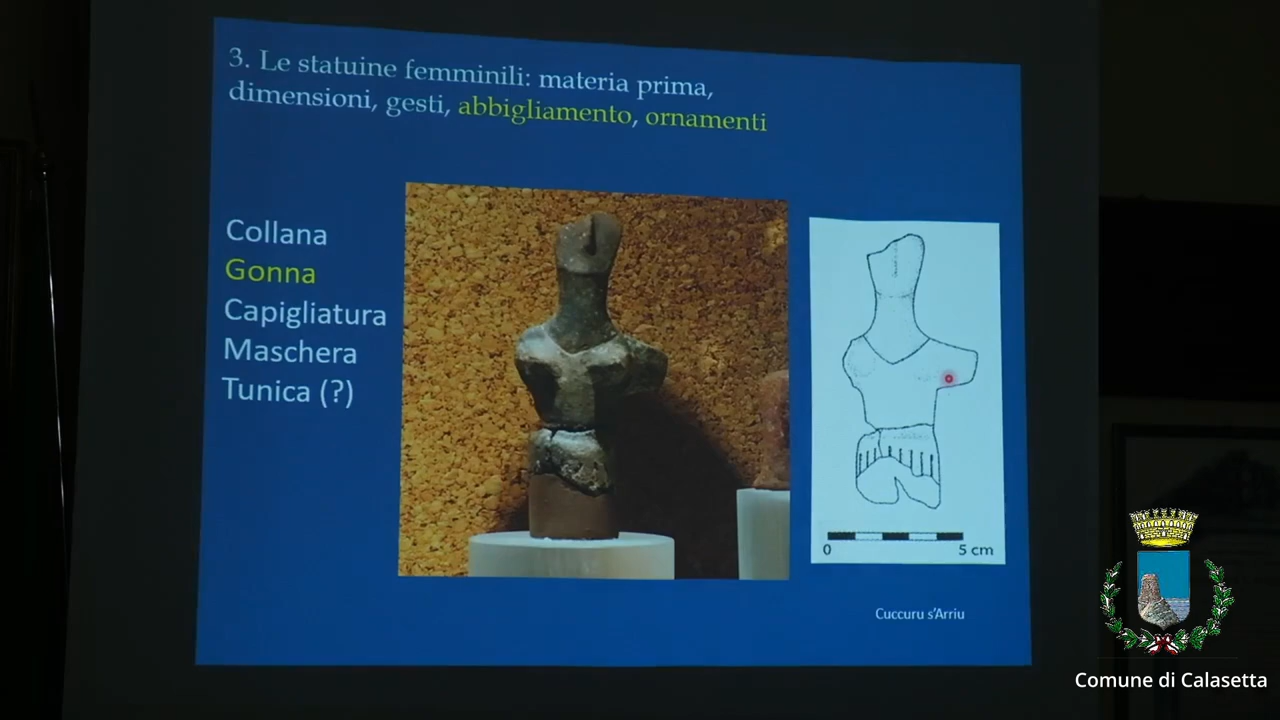 3. Le statuine femminili: materia prima,
dimensioni, gesti, abbigliamento, ornamenti
Collana
Gonna
Capigliatura
Maschera
Tunica (?)
0 5 cm
Cuccuru s'Arriu
Comune di Calasetta